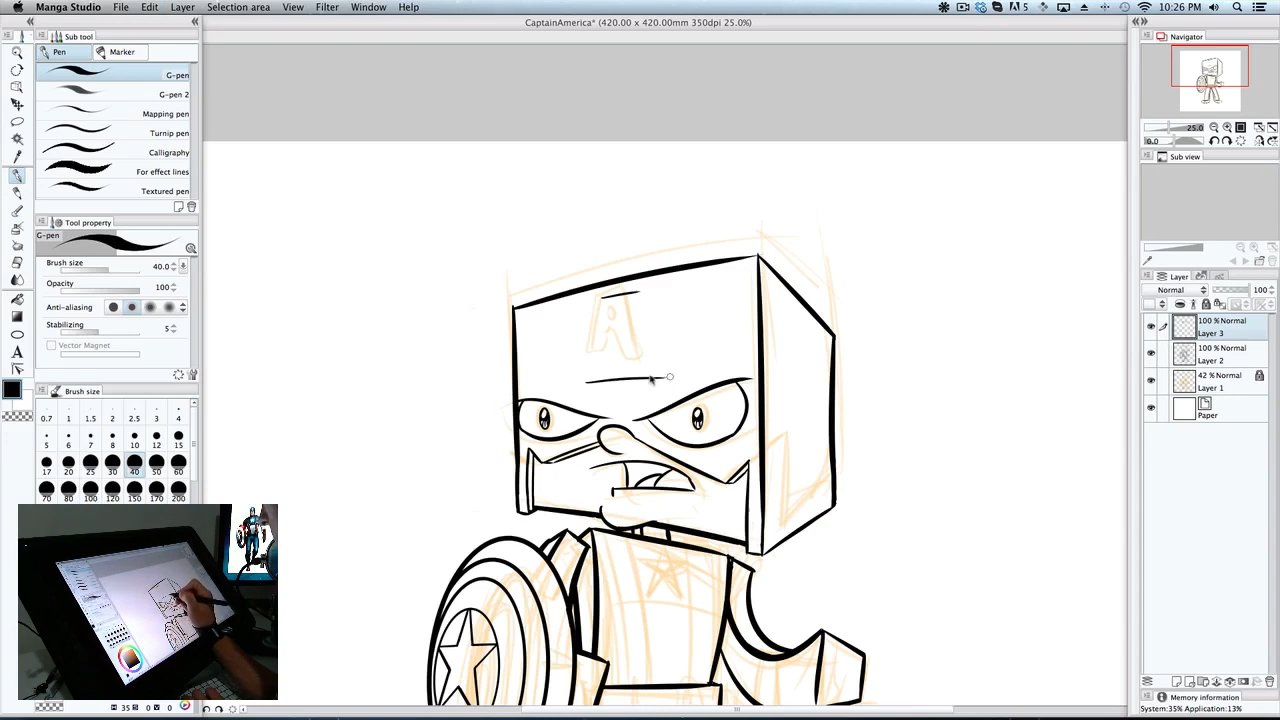 Manga Studio File Edit Layer Selection area View Filter Window Help
A 5 10:26 PM
CaptainAmerica* (420.00 x 420.00mm 350dpi 25.0%)
Sub tool
Pen Marker
G-pen
G-pen 2
Mapping pen
Turnip pen
Calligraphy
For effect lines
Textured pen
Tool property
G-pen
Brush size 40.0
Opacity 100
Anti-aliasing
Stabilizing 5
Vector Magnet
Brush size
0.7 1 1.5 2 2.5 3 4
5 6 7 8 10 12 15
17 20 25 30 40 50 60
70 80 100 120 150 170 200
A
Navigator
25.0
0.0
Sub view
Layer
Normal 100
100 % Normal
Layer 3
100 % Normal
Layer 2
42 % Normal
Layer 1
Paper
Memory information
System:35% Application:13%
35 0 0